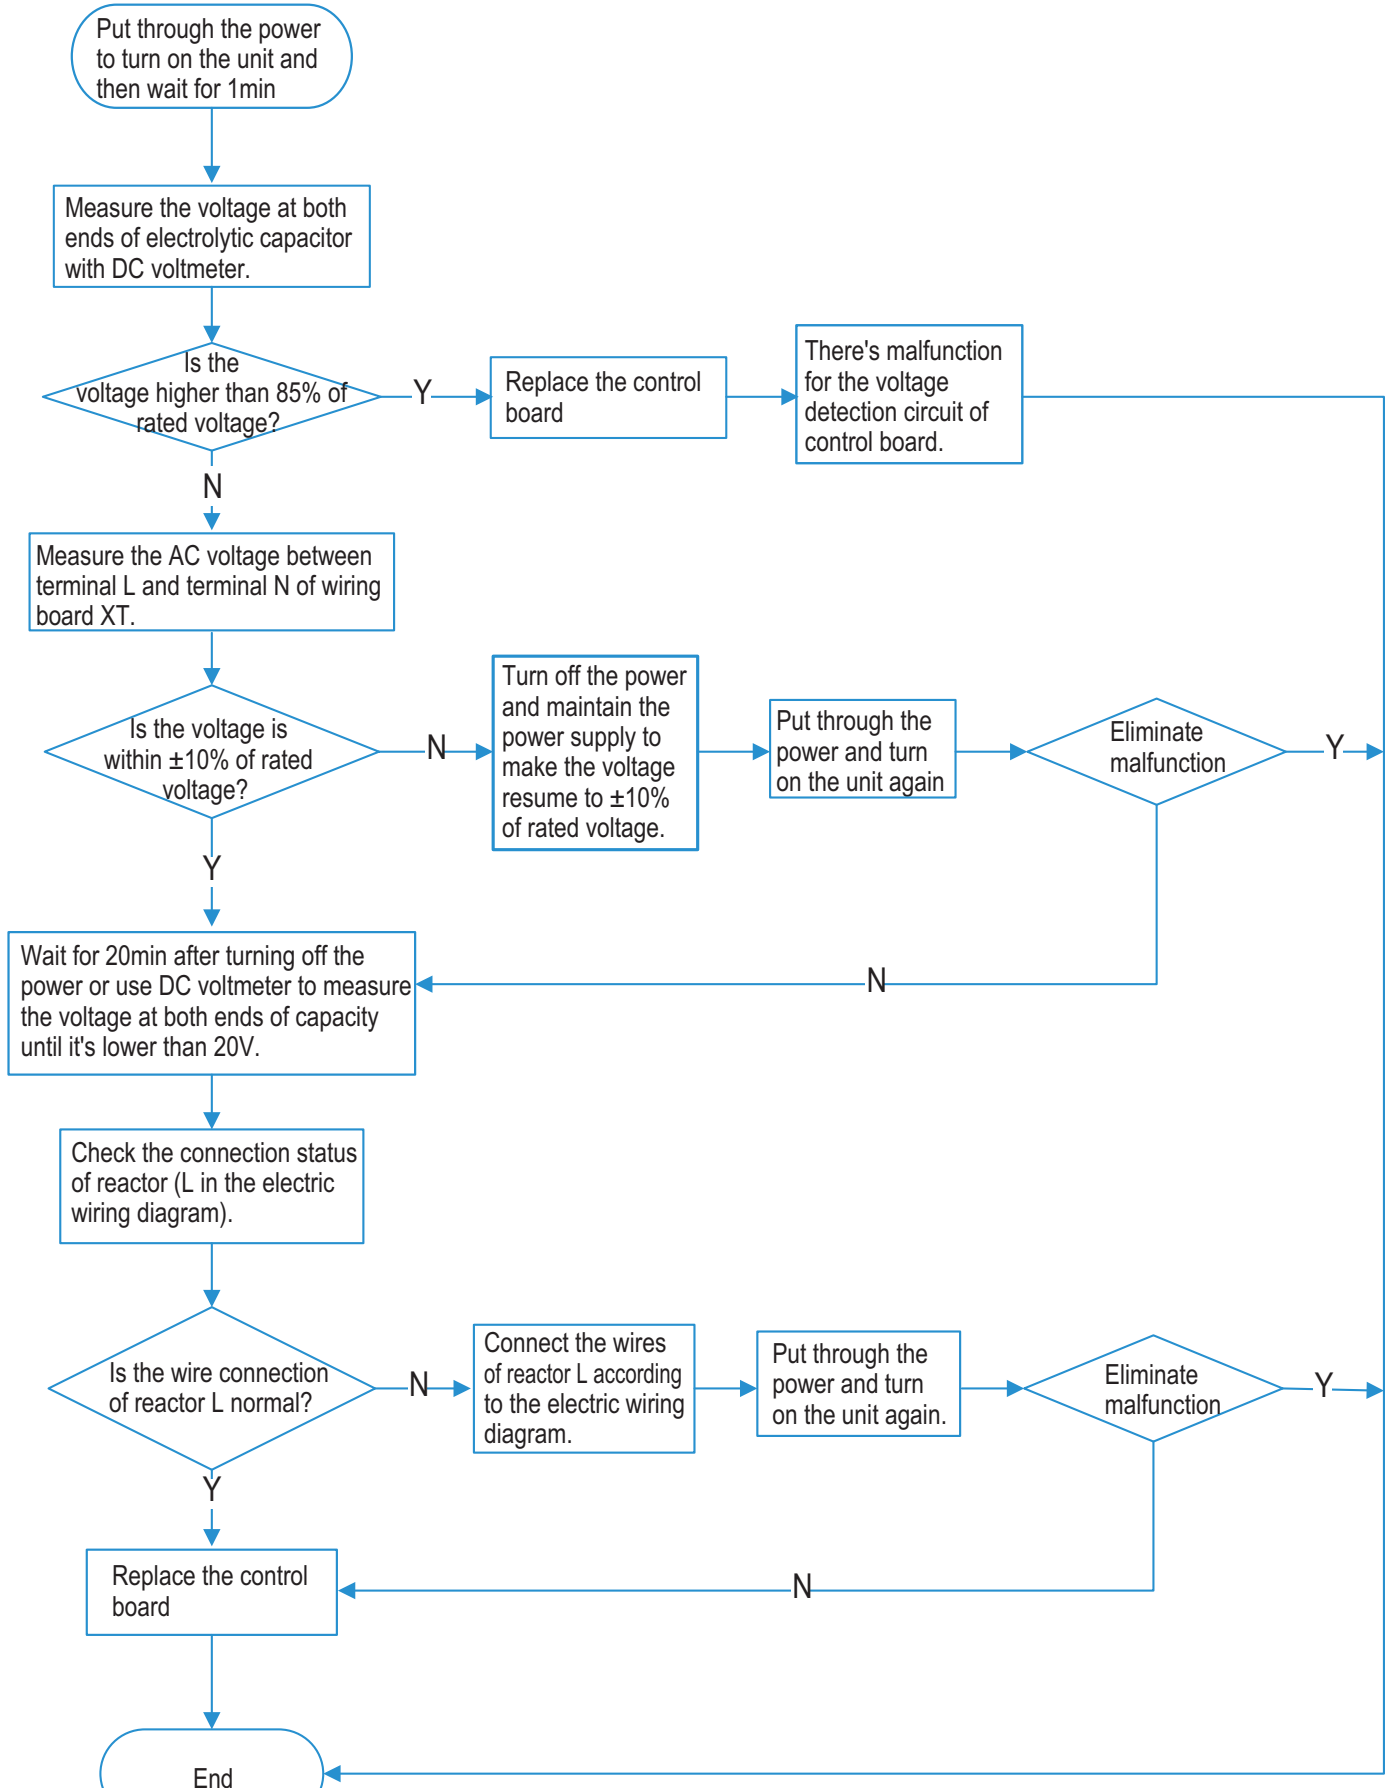 Put through the power
to turn on the unit and
then wait for 1min
Measure the voltage at both
ends of electrolytic capacitor
with DC voltmeter.
Is the
voltage higher than 85% of
rated voltage?
Y
Replace the control
board
There's malfunction
for the voltage
detection circuit of
control board.
N
Measure the AC voltage between
terminal L and terminal N of wiring
board XT.
Is the voltage is
within ±10% of rated
voltage?
N
Turn off the power
and maintain the
power supply to
make the voltage
resume to ±10%
of rated voltage.
Put through the
power and turn
on the unit again
Eliminate
malfunction
Y
Y
N
Wait for 20min after turning off the
power or use DC voltmeter to measure
the voltage at both ends of capacity
until it's lower than 20V.
Check the connection status
of reactor (L in the electric
wiring diagram).
Is the wire connection
of reactor L normal?
N
Connect the wires
of reactor L according
to the electric wiring
diagram.
Put through the
power and turn
on the unit again.
Eliminate
malfunction
Y
Y
N
Replace the control
board
End